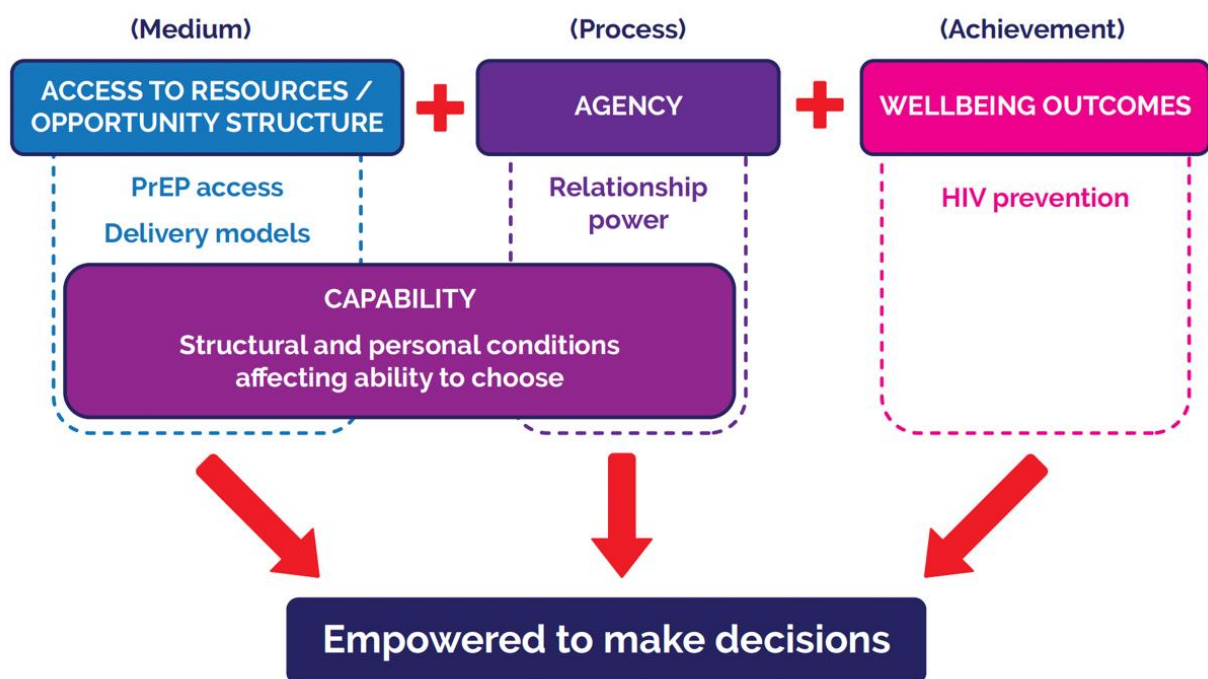 (Medium)
(Process)
(Achievement)
ACCESS TO RESOURCES /
OPPORTUNITY STRUCTURE
AGENCY
WELLBEING OUTCOMES
PrEP access
Delivery models
Relationship
power
HIV prevention
CAPABILITY
Structural and personal conditions
affecting ability to choose
Empowered to make decisions